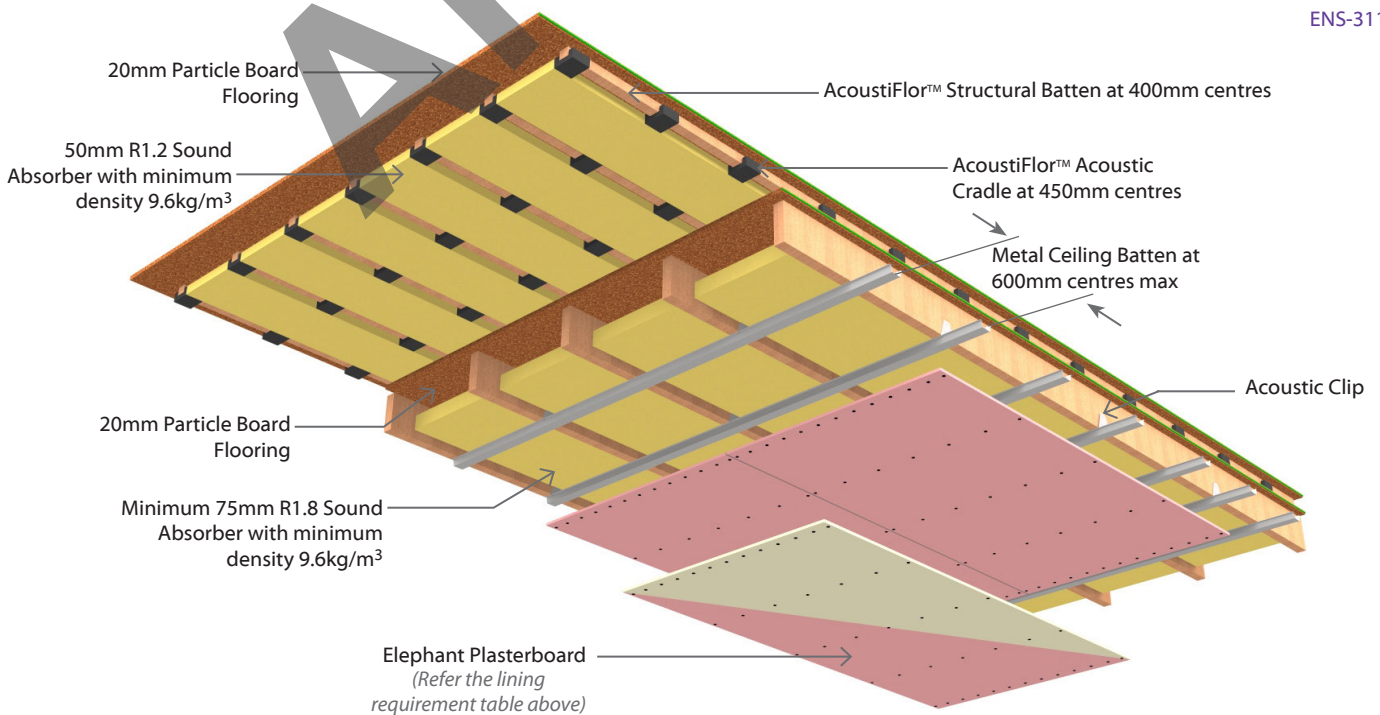 ENS-311
20mm Particle Board
Flooring
AcoustiFlor™ Structural Batten at 400mm centres
50mm R1.2 Sound
Absorber with minimum
density 9.6kg/m³
AcoustiFlor™ Acoustic
Cradle at 450mm centres
Metal Ceiling Batten at
600mm centres max
Acoustic Clip
20mm Particle Board
Flooring
Minimum 75mm R1.8 Sound
Absorber with minimum
density 9.6kg/m³
Elephant Plasterboard
(Refer the lining
requirement table above)